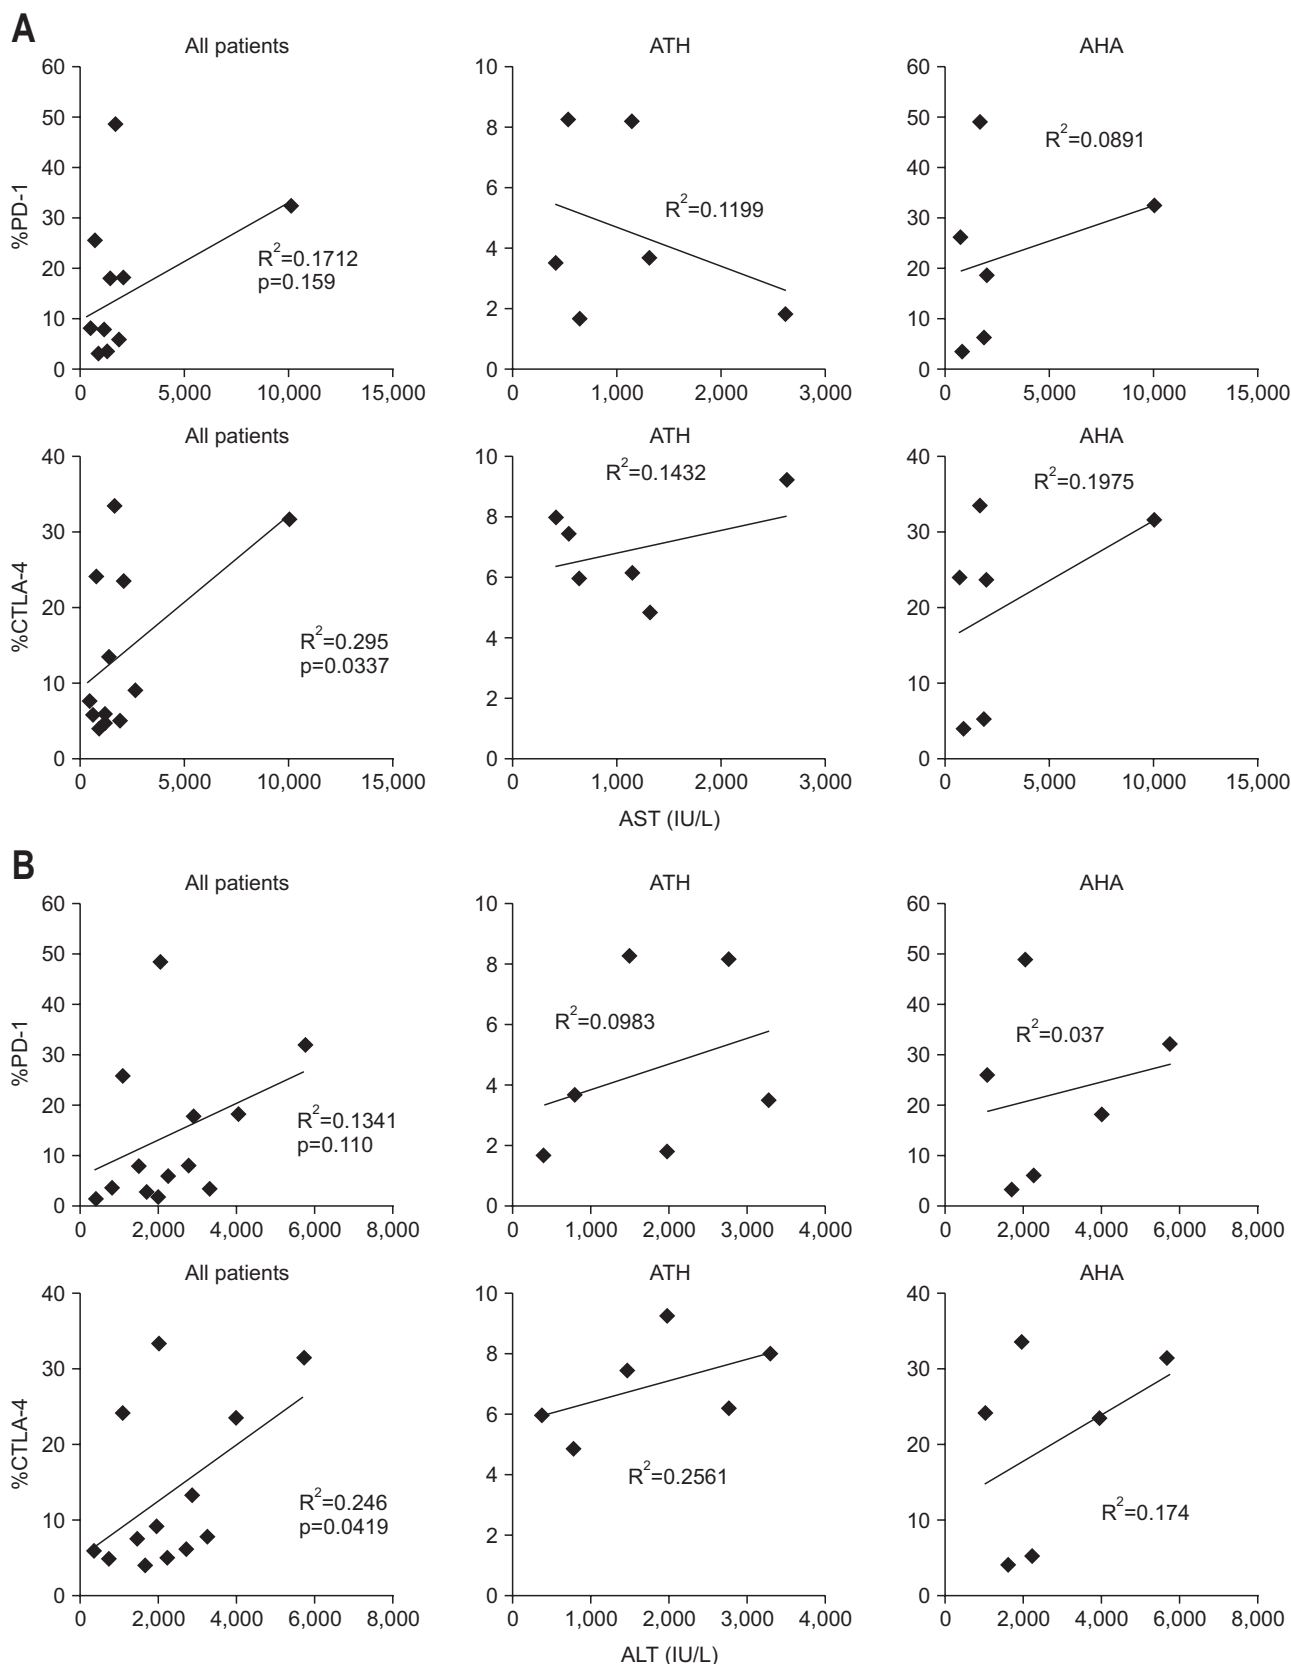 A
All patients
ATH
AHA
%PD-1
60
50
40
30
20
10
0
R2=0.1712
p=0.159
0 5,000 10,000 15,000
10
8
6
4
2
0
R2=0.1199
0 1,000 2,000 3,000
60
50
40
30
20
10
0
R2=0.0891
0 5,000 10,000 15,000
All patients
ATH
AHA
%CTLA-4
40
30
20
10
0
R2=0.295
p=0.0337
0 5,000 10,000 15,000
10
8
6
4
2
0
R2=0.1432
0 1,000 2,000 3,000
40
30
20
10
0
R2=0.1975
0 5,000 10,000 15,000
AST (IU/L)
B
All patients
ATH
AHA
%PD-1
60
50
40
30
20
10
0
R2=0.1341
p=0.110
0 2,000 4,000 6,000 8,000
10
8
6
4
2
0
R2=0.0983
0 1,000 2,000 3,000 4,000
60
50
40
30
20
10
0
R2=0.037
0 2,000 4,000 6,000 8,000
All patients
ATH
AHA
%CTLA-4
40
30
20
10
0
R2=0.246
p=0.0419
0 2,000 4,000 6,000 8,000
10
8
6
4
2
0
R2=0.2561
0 1,000 2,000 3,000 4,000
40
30
20
10
0
R2=0.174
0 2,000 4,000 6,000 8,000
ALT (IU/L)